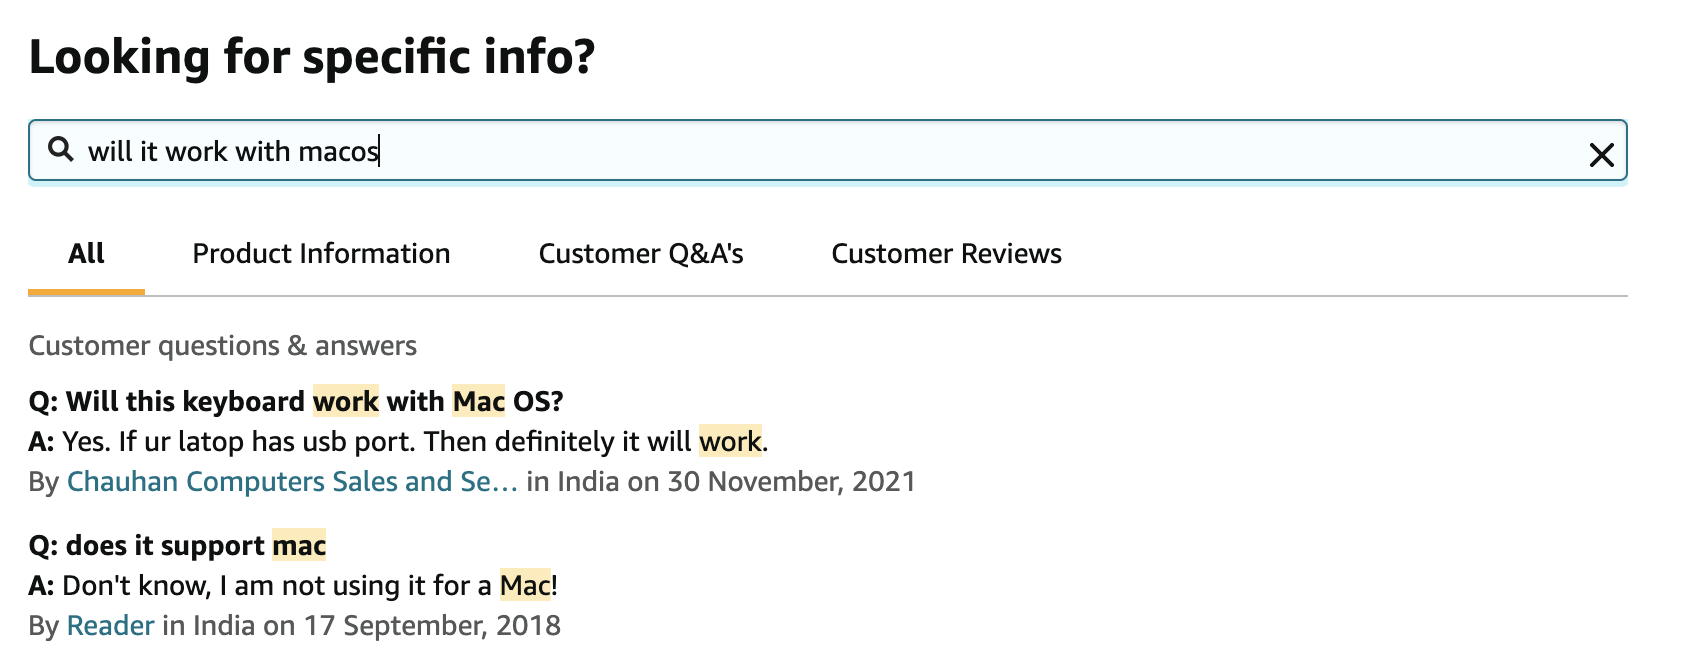 Looking for specific info?
will it work with macos
All Product Information Customer Q&A's Customer Reviews
Customer questions & answers
Q: Will this keyboard work with Mac OS?
A: Yes. If ur latop has usb port. Then definitely it will work.
By Chauhan Computers Sales and Se... in India on 30 November, 2021
Q: does it support mac
A: Don't know, I am not using it for a Mac!
By Reader in India on 17 September, 2018